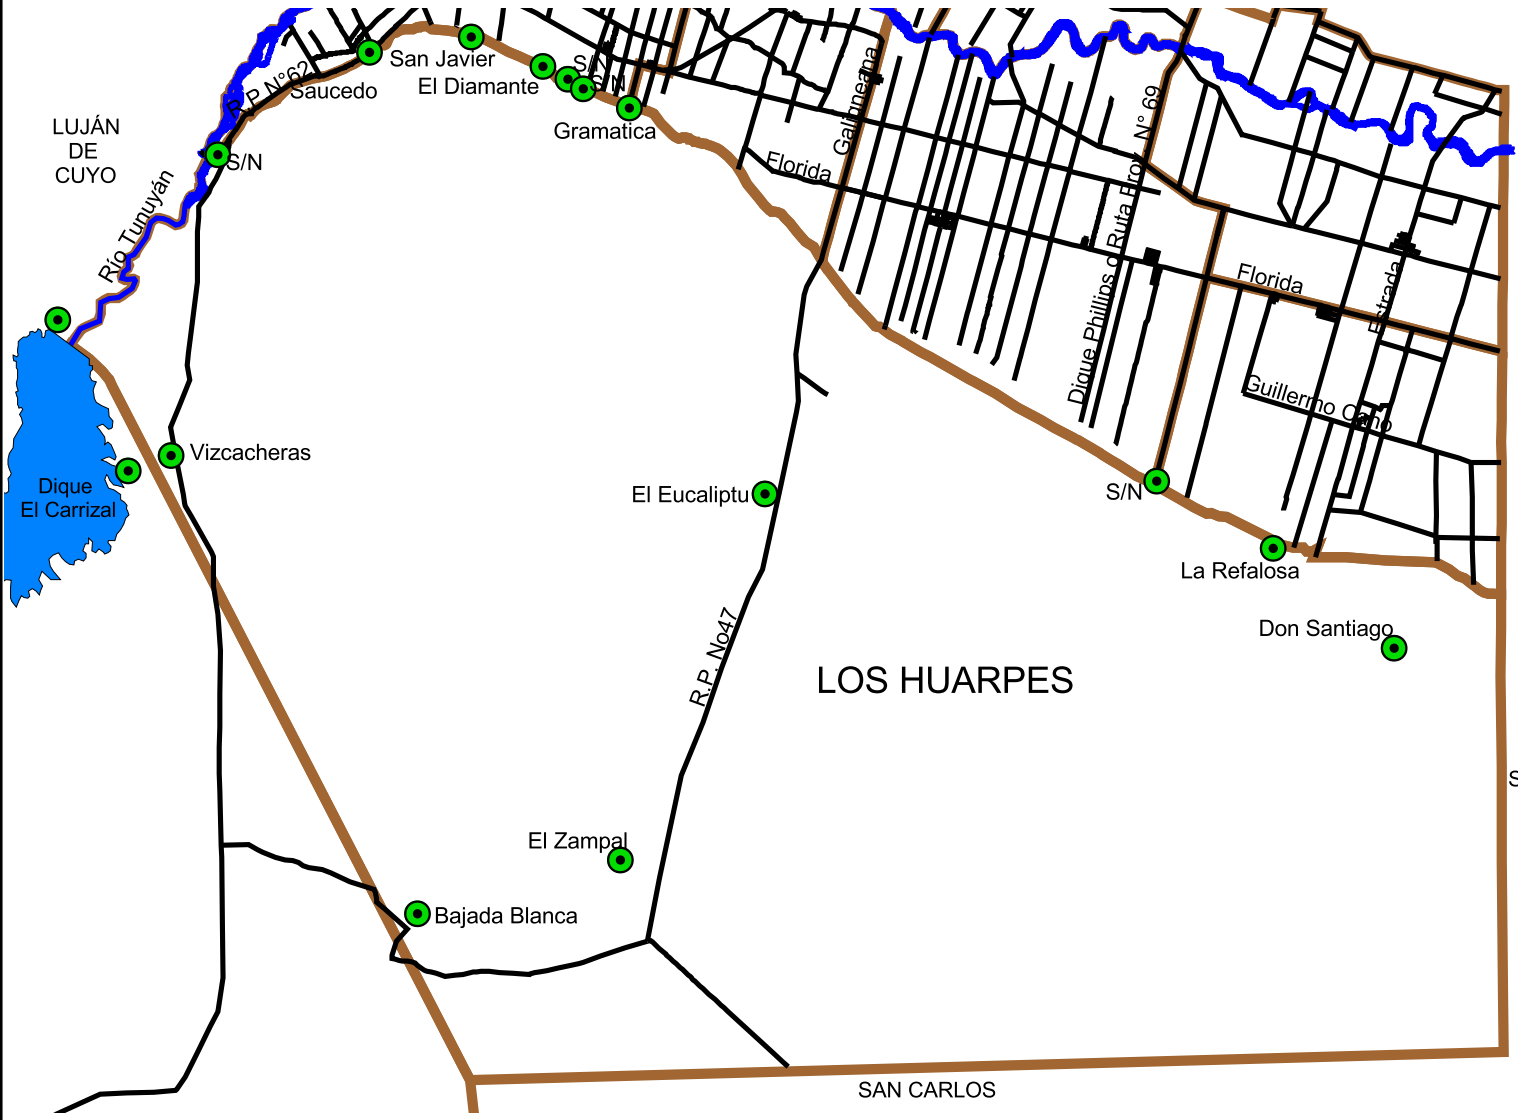 San Javier
S/N
El Diamante
S/N
Saucedo
R.P.N°62
Gramatica
LUJÁN
DE
CUYO
S/N
Río Tunuyán
Galigneana
Florida
Dique Phillips o Ruta Prov. N° 69
Florida
Estrada
Guillermo Cano
Vizcacheras
Dique
El Carrizal
El Eucaliptu
S/N
La Refalosa
Don Santiago
R.P. No47
LOS HUARPES
S
El Zampal
Bajada Blanca
SAN CARLOS